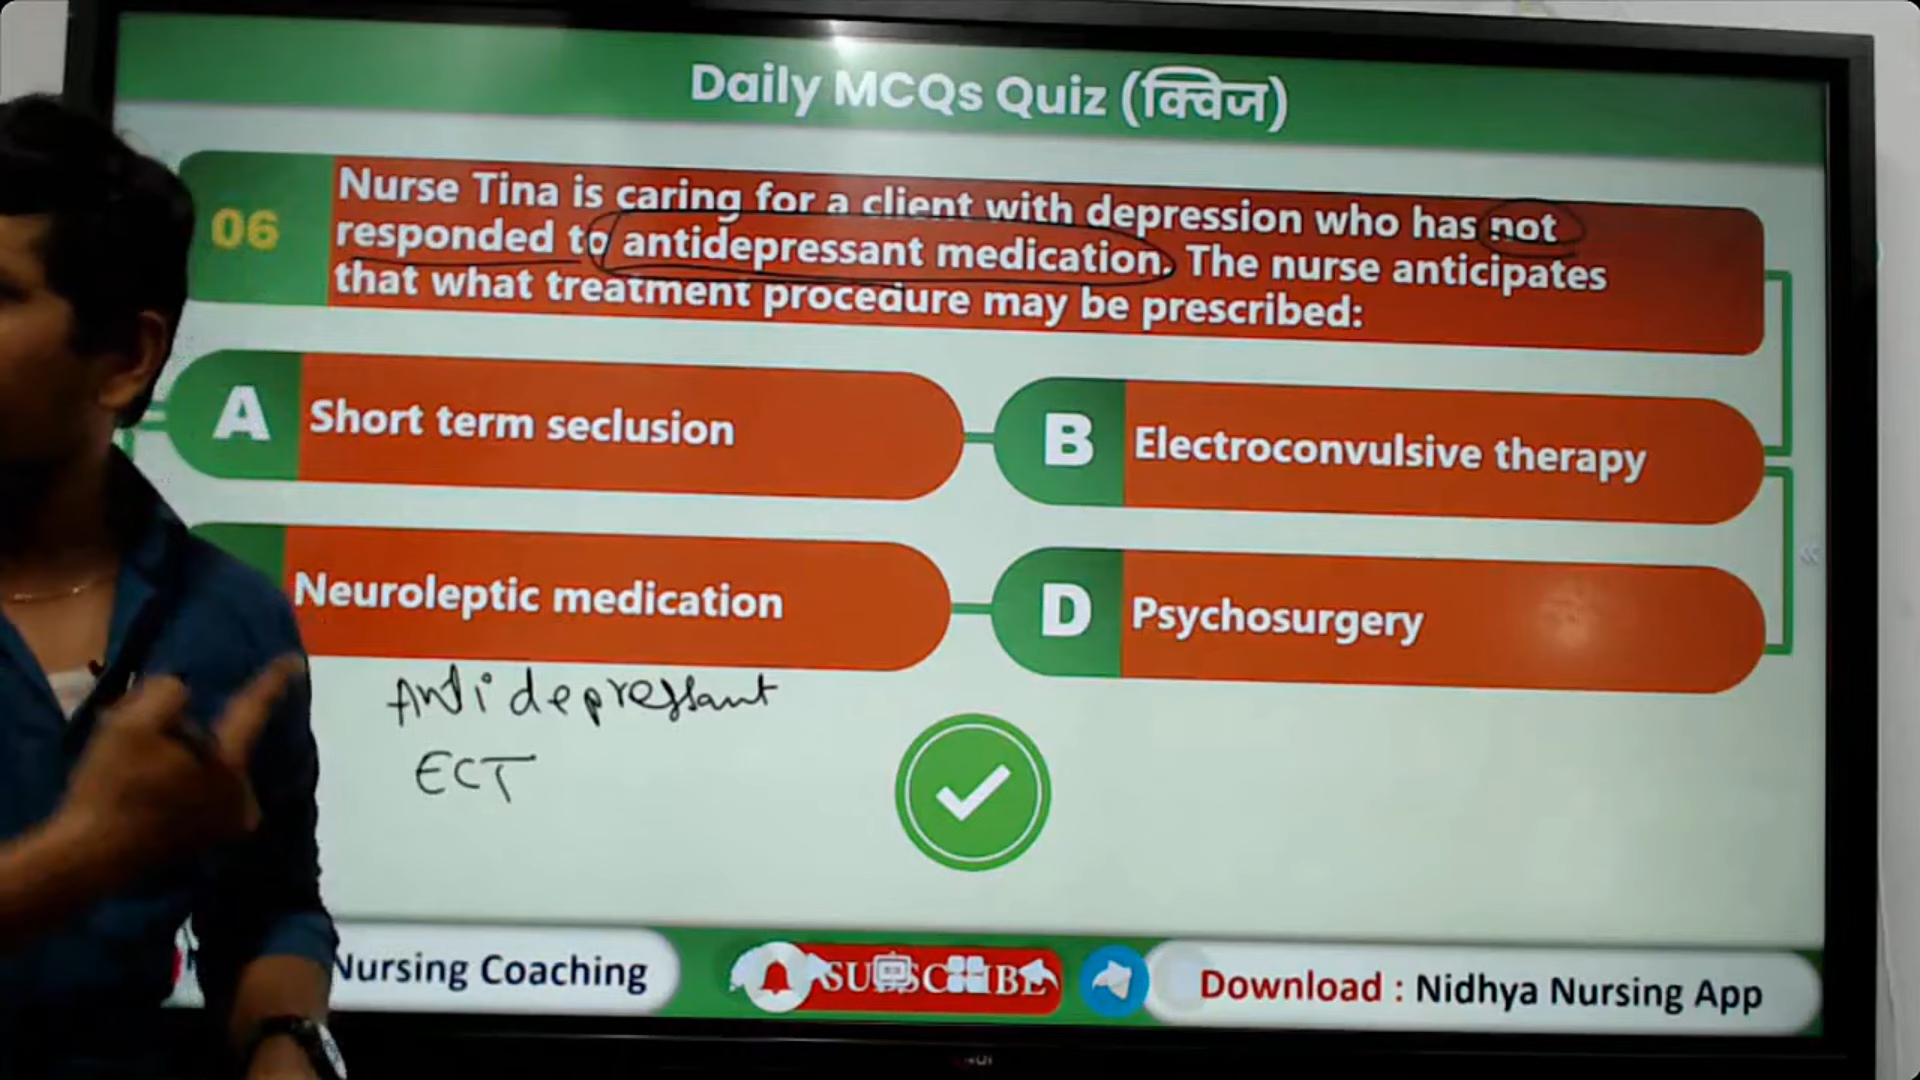 Daily MCQs Quiz (क्विज)
06
Nurse Tina is caring for a client with depression who has not
responded to antidepressant medication. The nurse anticipates
that what treatment procedure may be prescribed:
A Short term seclusion
B Electroconvulsive therapy
Neuroleptic medication
D Psychosurgery
Antidepressant
ECT
Nursing Coaching
SUBSCRIBE
Download : Nidhya Nursing App